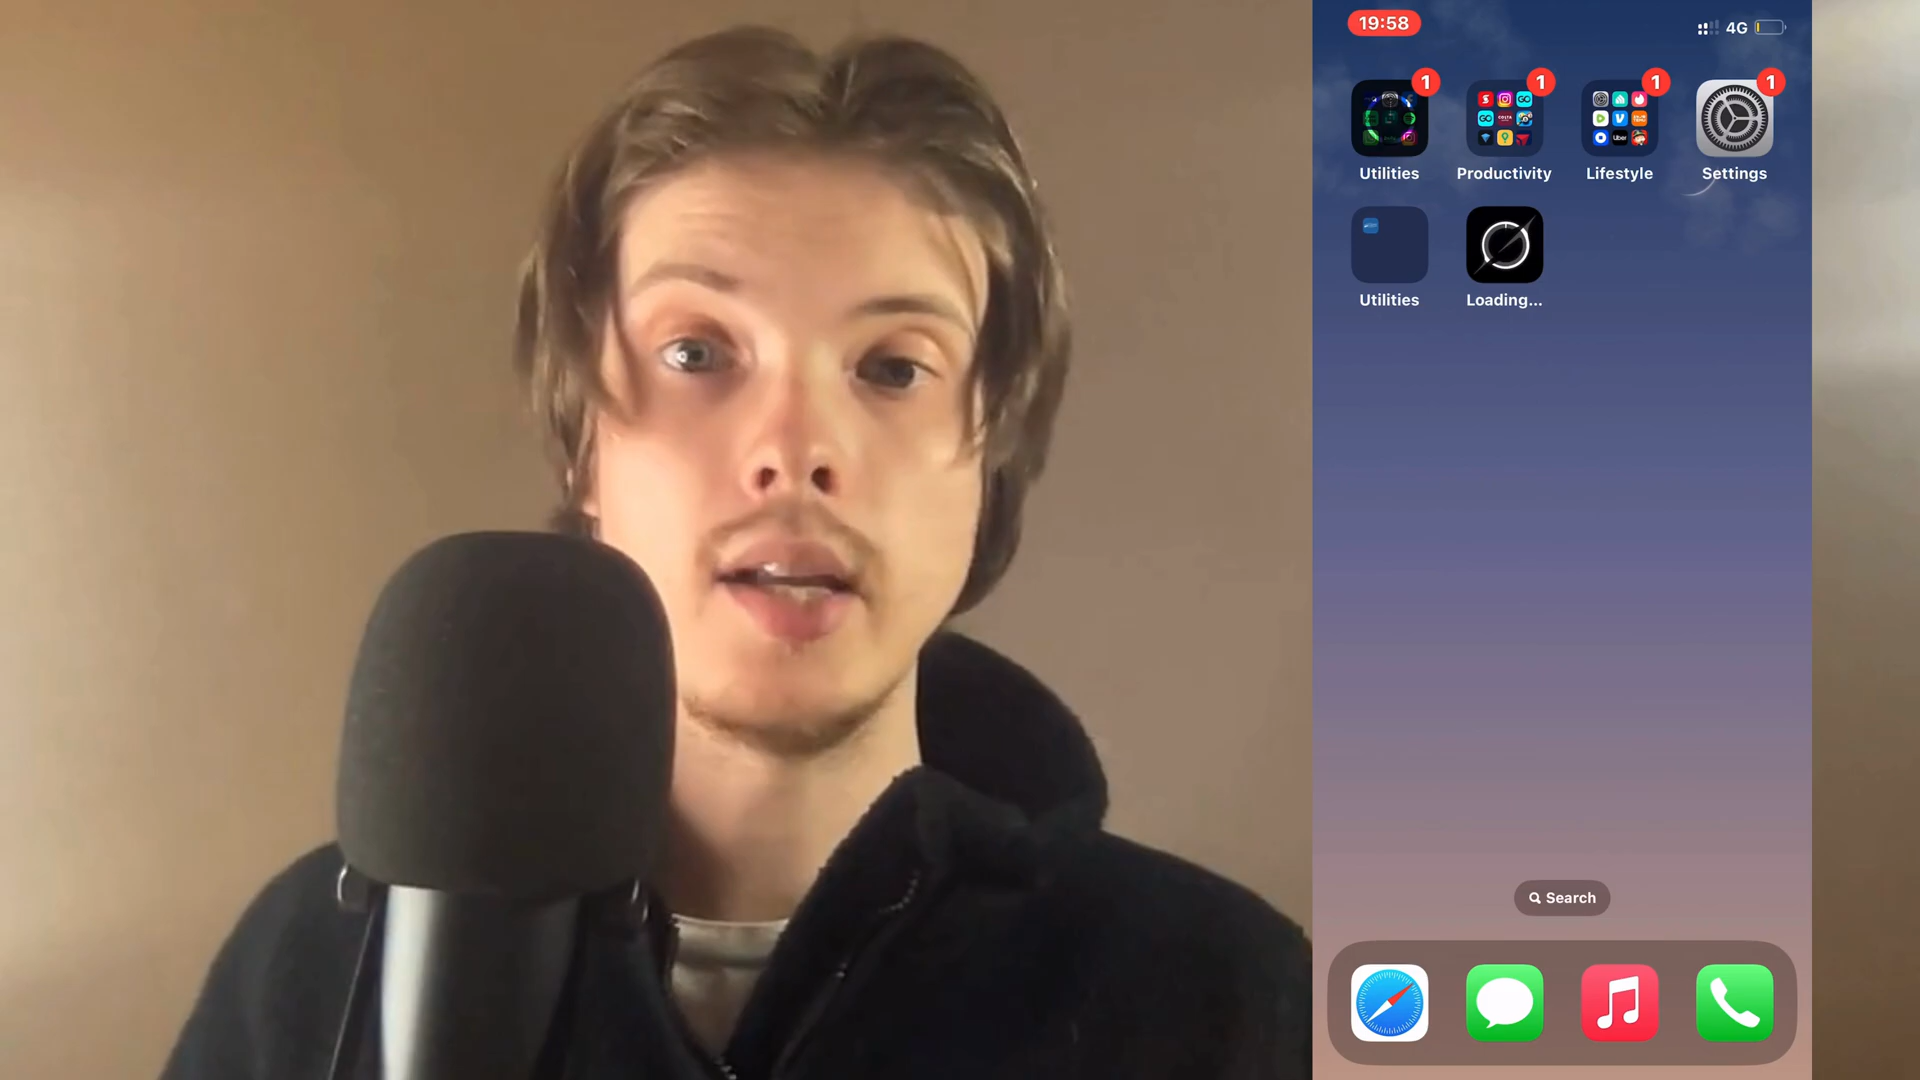 19:58
4G
1
1
1
1
Utilities
Productivity
Lifestyle
Settings
Utilities
Loading...
Search